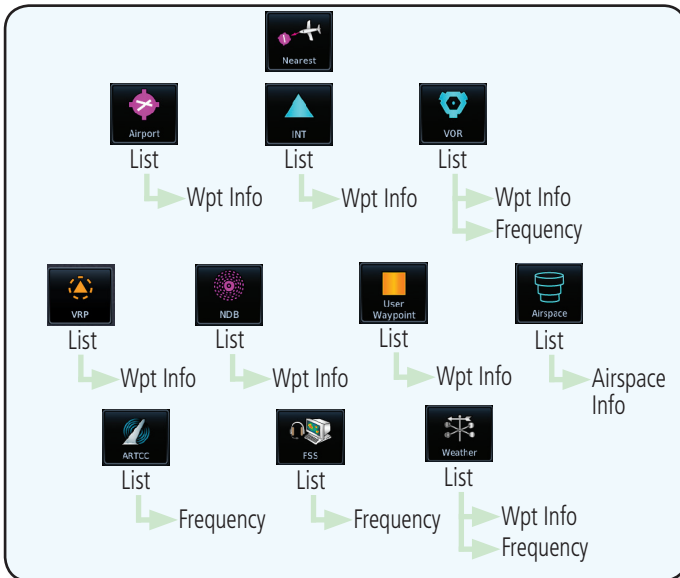 Nearest
Airport INT VOR
List List List
Wpt Info Wpt Info Wpt Info
Frequency
VRP NDB User Waypoint Airspace
List List List List
Wpt Info Wpt Info Wpt Info Airspace
Info
ARTCC FSS Weather
List List List
Frequency Frequency Wpt Info
Frequency